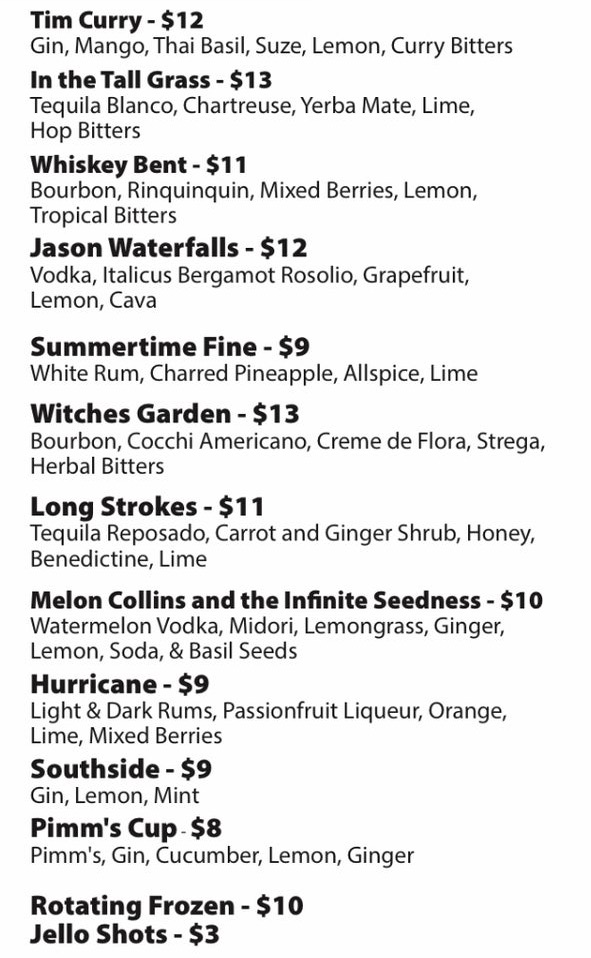 Tim Curry - $12
Gin, Mango, Thai Basil, Suze, Lemon, Curry Bitters
In the Tall Grass - $13
Tequila Blanco, Chartreuse, Yerba Mate, Lime,
Hop Bitters
Whiskey Bent - $11
Bourbon, Rinquinquin, Mixed Berries, Lemon,
Tropical Bitters
Jason Waterfalls - $12
Vodka, Italicus Bergamot Rosolio, Grapefruit,
Lemon, Cava
Summertime Fine - $9
White Rum, Charred Pineapple, Allspice, Lime
Witches Garden - $13
Bourbon, Cocchi Americano, Creme de Flora, Strega,
Herbal Bitters
Long Strokes - $11
Tequila Reposado, Carrot and Ginger Shrub, Honey,
Benedictine, Lime
Melon Collins and the Infinite Seedness - $10
Watermelon Vodka, Midori, Lemongrass, Ginger,
Lemon, Soda, & Basil Seeds
Hurricane - $9
Light & Dark Rums, Passionfruit Liqueur, Orange,
Lime, Mixed Berries
Southside - $9
Gin, Lemon, Mint
Pimm's Cup - $8
Pimm's, Gin, Cucumber, Lemon, Ginger
Rotating Frozen - $10
Jello Shots - $3